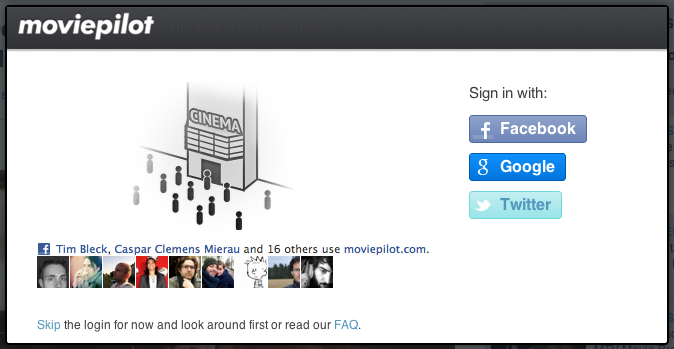 moviepilot
Sign in with:
CINEMA
f Facebook
g Google
Twitter
f Tim Bleck, Caspar Clemens Mierau and 16 others use moviepilot.com.
Skip the login for now and look around first or read our FAQ.